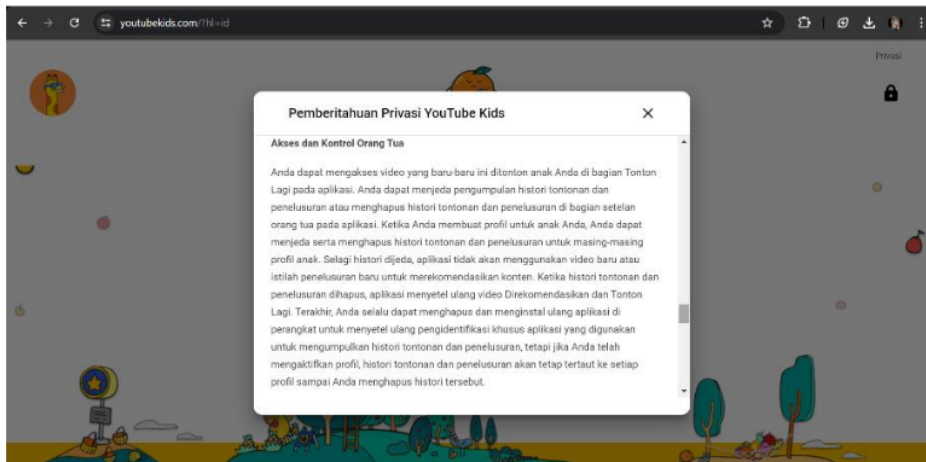 youtubekids.com/?hl=id
Privasi
Pemberitahuan Privasi YouTube Kids
Akses dan Kontrol Orang Tua
Anda dapat mengakses video yang baru-baru ini ditonton anak Anda di bagian Tonton
Lagi pada aplikasi. Anda dapat menjeda pengumpulan histori tontonan dan
penelusuran atau menghapus histori tontonan dan penelusuran di bagian setelan
orang tua pada aplikasi. Ketika Anda membuat profil untuk anak Anda, Anda dapat
menjeda serta menghapus histori tontonan dan penelusuran untuk masing-masing
profil anak. Selagi histori dijeda, aplikasi tidak akan menggunakan video baru atau
istilah penelusuran baru untuk merekomendasikan konten. Ketika histori tontonan dan
penelusuran dihapus, aplikasi menyetel ulang video Direkomendasikan dan Tonton
Lagi. Terakhir, Anda selalu dapat menghapus dan menginstal ulang aplikasi di
perangkat untuk menyetel ulang pengidentifikasi khusus aplikasi yang digunakan
untuk mengumpulkan histori tontonan dan penelusuran, tetapi jika Anda telah
mengaktifkan profil, histori tontonan dan penelusuran akan tetap tertaut ke setiap
profil sampai Anda menghapus histori tersebut.